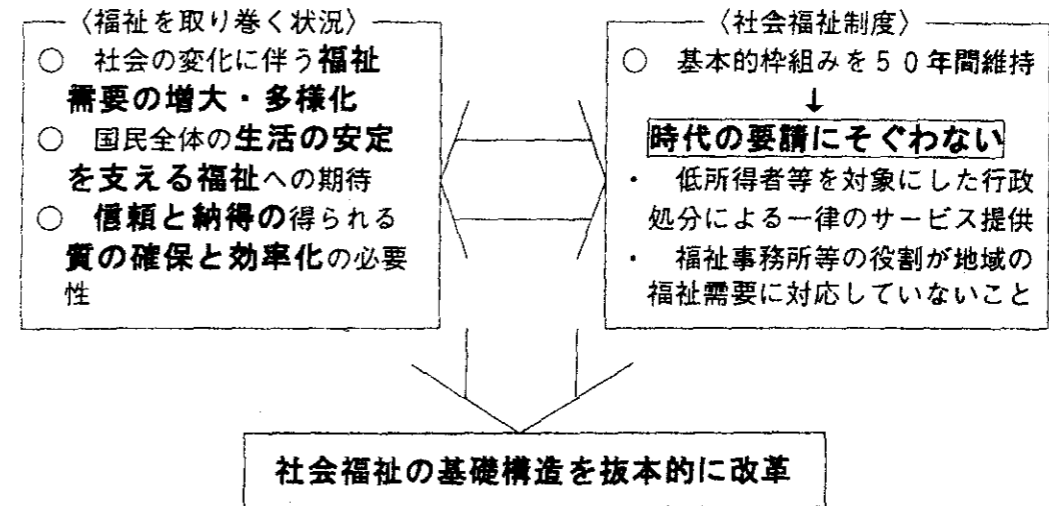 〈福祉を取り巻く状況〉
○ 社会の変化に伴う福祉
需要の増大・多様化
○ 国民全体の生活の安定
を支える福祉への期待
○ 信頼と納得の得られる
質の確保と効率化の必要
性
〈社会福祉制度〉
○ 基本的枠組みを50年間維持
↓
時代の要請にそぐわない
・ 低所得者等を対象にした行政
処分による一律のサービス提供
・ 福祉事務所等の役割が地域の
福祉需要に対応していないこと
社会福祉の基礎構造を抜本的に改革